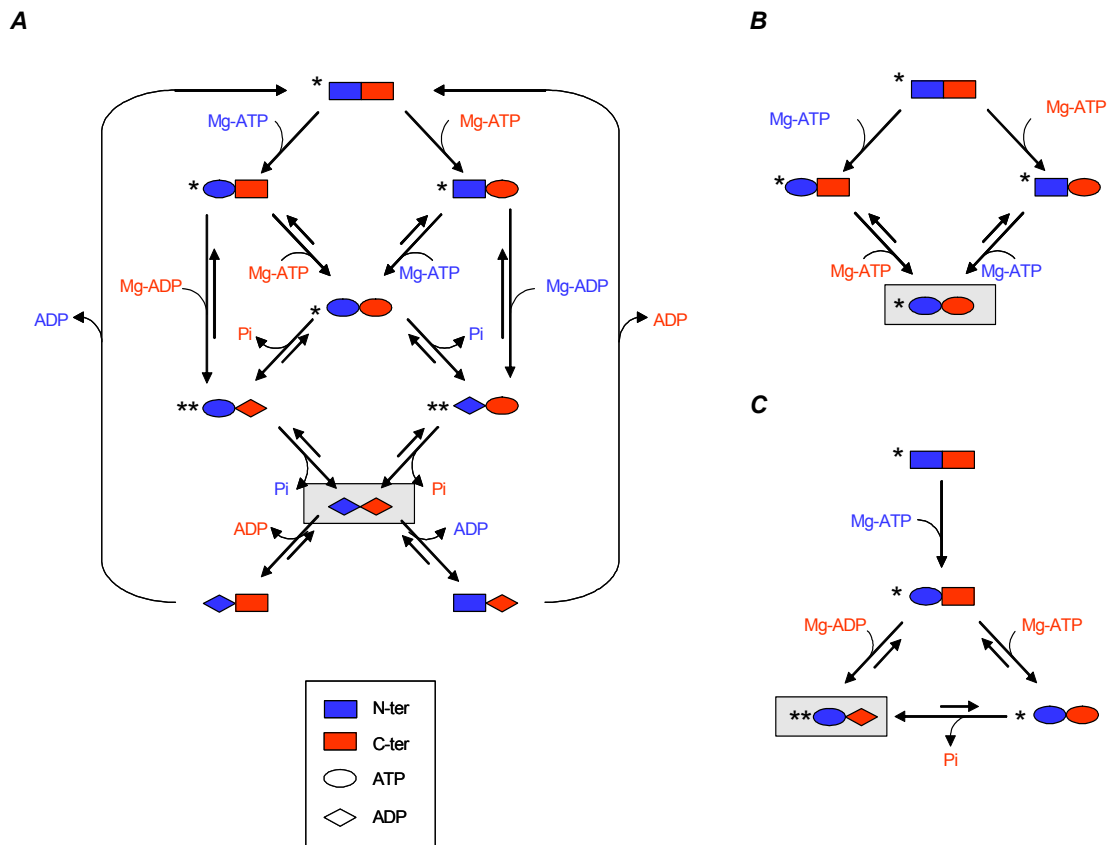 A
*
Mg-ATP
Mg-ATP
*
*
Mg-ATP
Mg-ATP
Mg-ADP
Mg-ADP
*
ADP
Pi
Pi
ADP
**
**
Pi
Pi
ADP
ADP
N-ter
C-ter
ATP
ADP
B
*
Mg-ATP
Mg-ATP
*
*
Mg-ATP
Mg-ATP
*
C
*
Mg-ATP
*
Mg-ADP
Mg-ATP
**
*
Pi